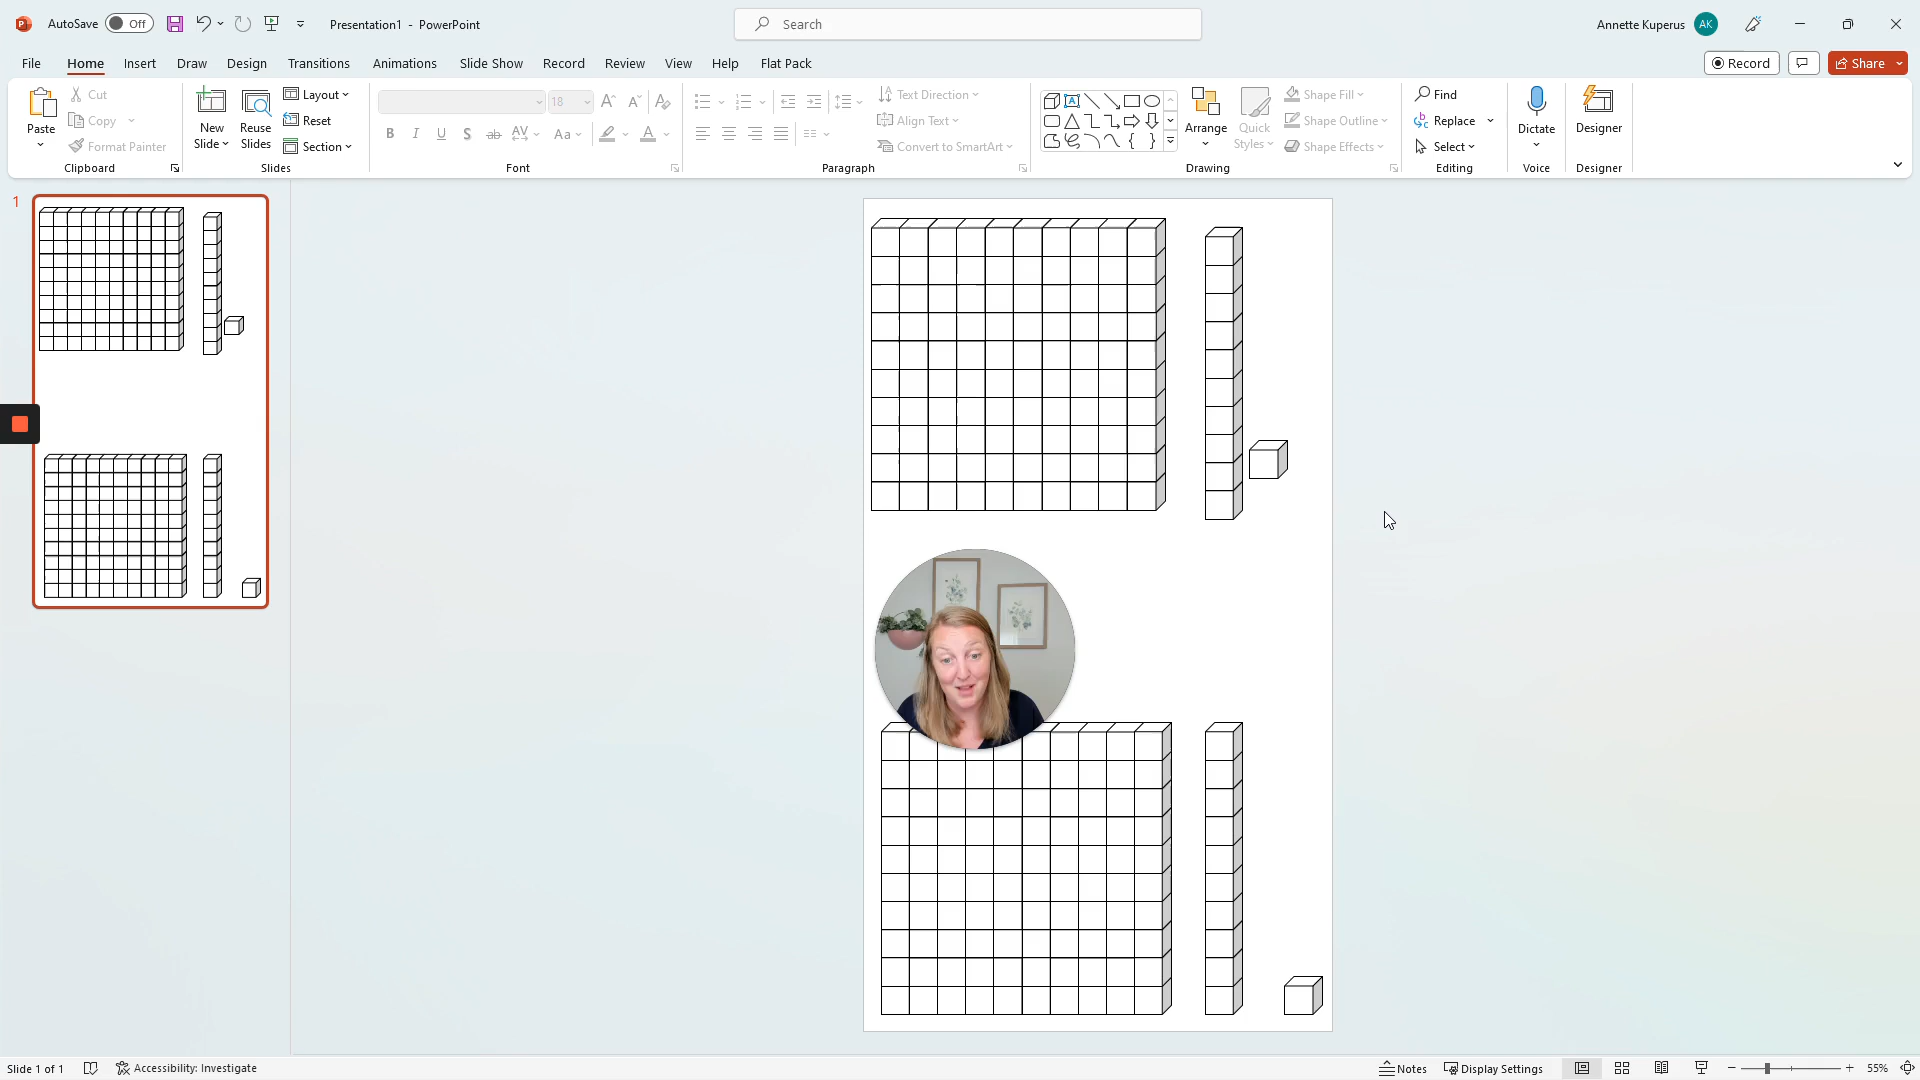 AutoSave Off Presentation1 - PowerPoint Search Annette Kuperus AK
File Home Insert Draw Design Transitions Animations Slide Show Record Review View Help Flat Pack Record Share
Paste Cut Copy Format Painter Clipboard
New Slide Reuse Slides Layout Reset Section Slides
18 B I U S ab AV Aa A Font
Text Direction Align Text Convert to SmartArt Paragraph
Arrange Quick Styles Shape Fill Shape Outline Shape Effects Drawing
Find Replace Select Editing
Dictate Voice
Designer Designer
1
Slide 1 of 1 Accessibility: Investigate Notes Display Settings 55%